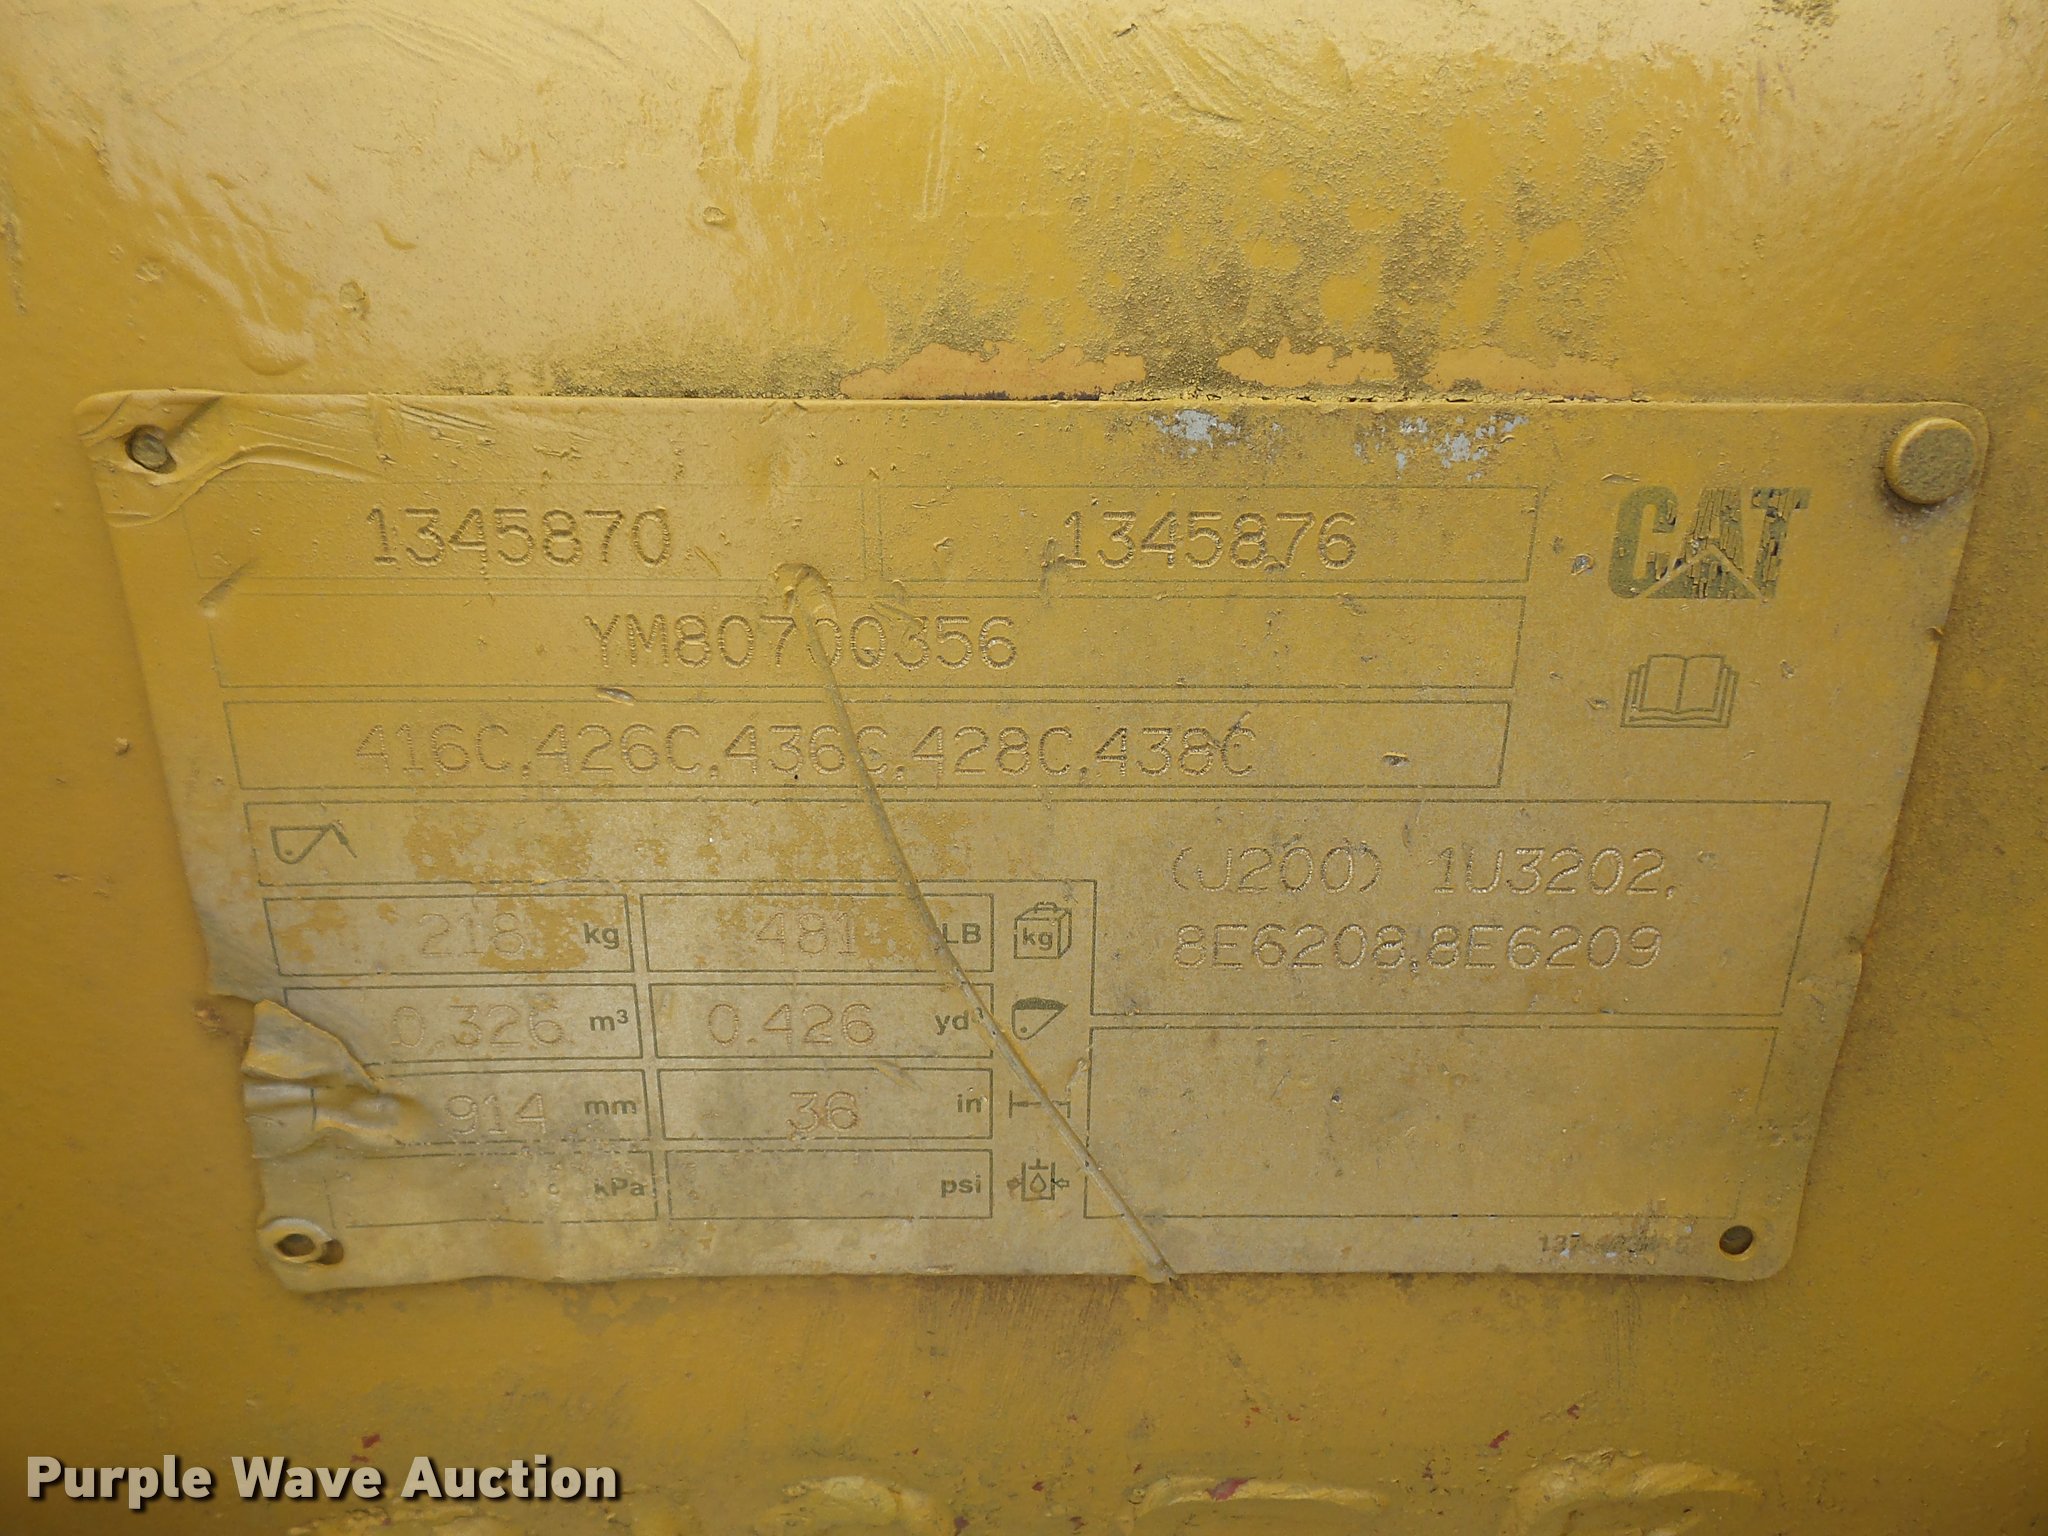 1345870 1345876 CAT
YM80700356
416C,426C,436C,428C,438C
(J200) 1U3202,
8E6208,8E6209
218 kg 481 LB kg
0.326 m³ 0.426 yd³
914 mm 36 in
kPa psi
Purple Wave Auction